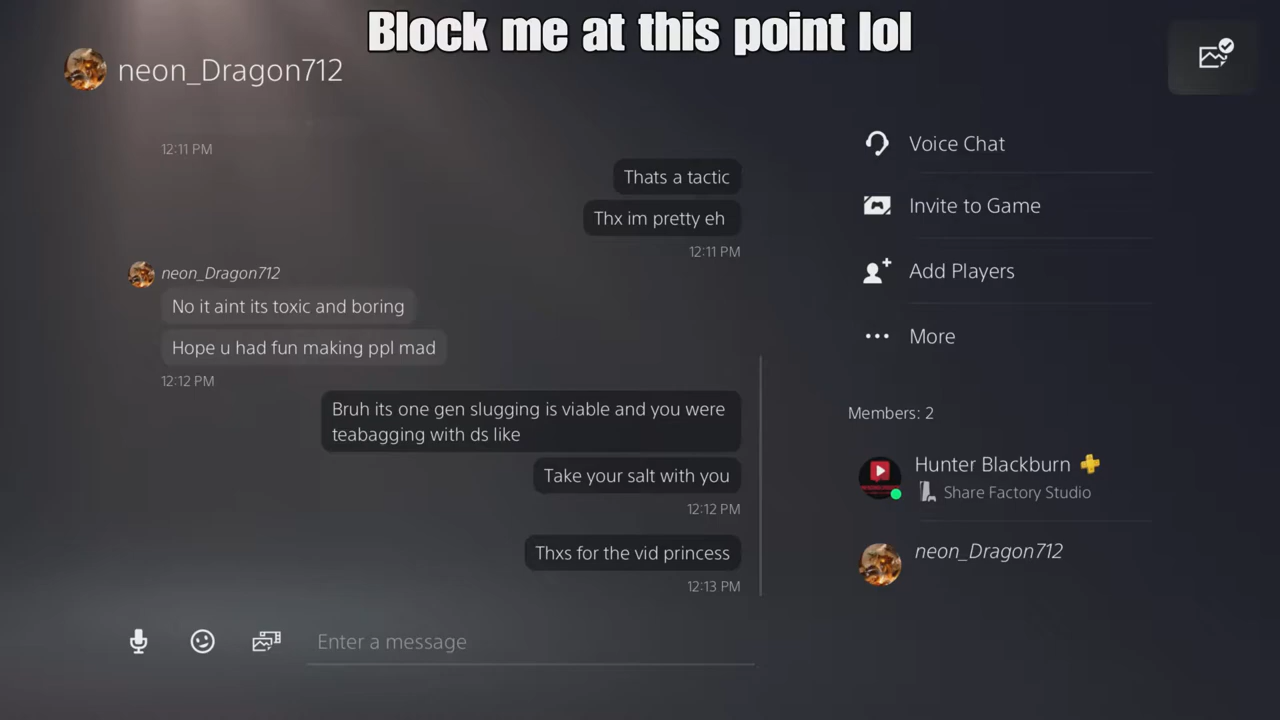 Block me at this point lol
neon_Dragon712
12:11 PM
Thats a tactic
Thx im pretty eh
12:11 PM
neon_Dragon712
No it aint its toxic and boring
Hope u had fun making ppl mad
12:12 PM
Bruh its one gen slugging is viable and you were
teabagging with ds like
Take your salt with you
12:12 PM
Thxs for the vid princess
12:13 PM
Enter a message
Voice Chat
Invite to Game
Add Players
More
Members: 2
Hunter Blackburn
Share Factory Studio
neon_Dragon712